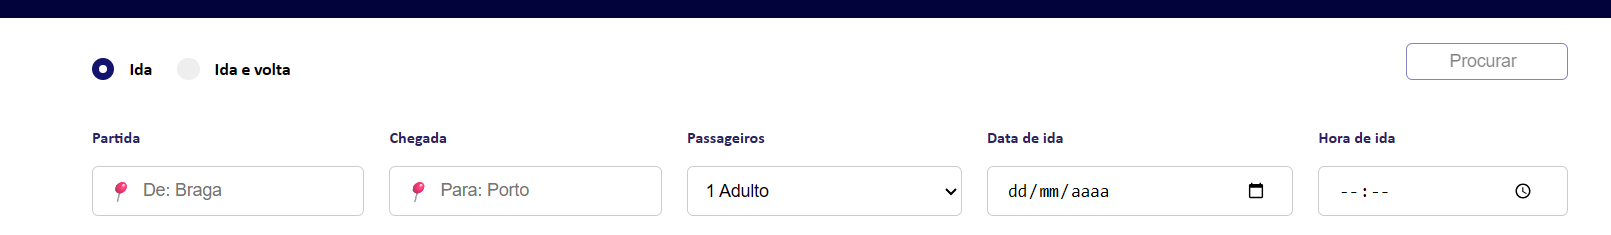 Ida Ida e volta Procurar
Partida Chegada Passageiros Data de ida Hora de ida
De: Braga Para: Porto 1 Adulto dd/mm/aaaa --:--